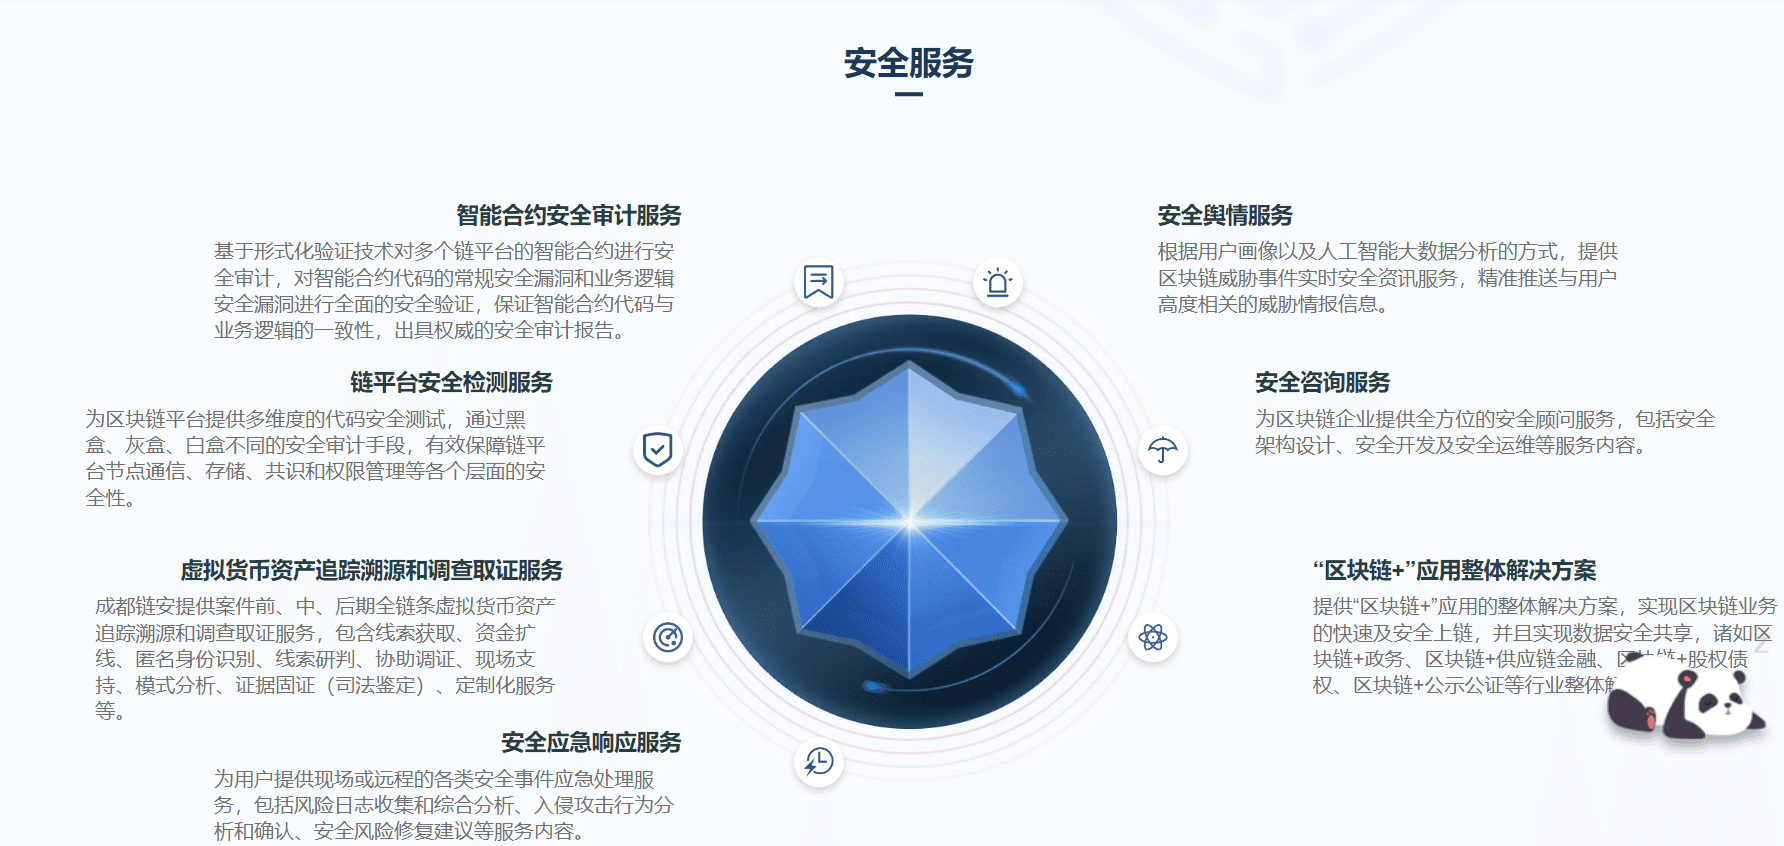 安全服务
智能合约安全审计服务
基于形式化验证技术对多个链平台的智能合约进行安
全审计，对智能合约代码的常规安全漏洞和业务逻辑
安全漏洞进行全面的安全验证，保证智能合约代码与
业务逻辑的一致性，出具权威的安全审计报告。
链平台安全检测服务
为区块链平台提供多维度的代码安全测试，通过黑
盒、灰盒、白盒不同的安全审计手段，有效保障链平
台节点通信、存储、共识和权限管理等各个层面的安
全性。
虚拟货币资产追踪溯源和调查取证服务
成都链安提供案件前、中、后期全链条虚拟货币资产
追踪溯源和调查取证服务，包含线索获取、资金扩
线、匿名身份识别、线索研判、协助调证、现场支
持、模式分析、证据固证（司法鉴定）、定制化服务
等。
安全应急响应服务
为用户提供现场或远程的各类安全事件应急处理服
务，包括风险日志收集和综合分析、入侵攻击行为分
析和确认、安全风险修复建议等服务内容。
安全舆情服务
根据用户画像以及人工智能大数据分析的方式，提供
区块链威胁事件实时安全资讯服务，精准推送与用户
高度相关的威胁情报信息。
安全咨询服务
为区块链企业提供全方位的安全顾问服务，包括安全
架构设计、安全开发及安全运维等服务内容。
“区块链+”应用整体解决方案
提供“区块链+”应用的整体解决方案，实现区块链业务
的快速及安全上链，并且实现数据安全共享，诸如区
块链+政务、区块链+供应链金融、区块链+股权债
权、区块链+公示公证等行业整体
Z